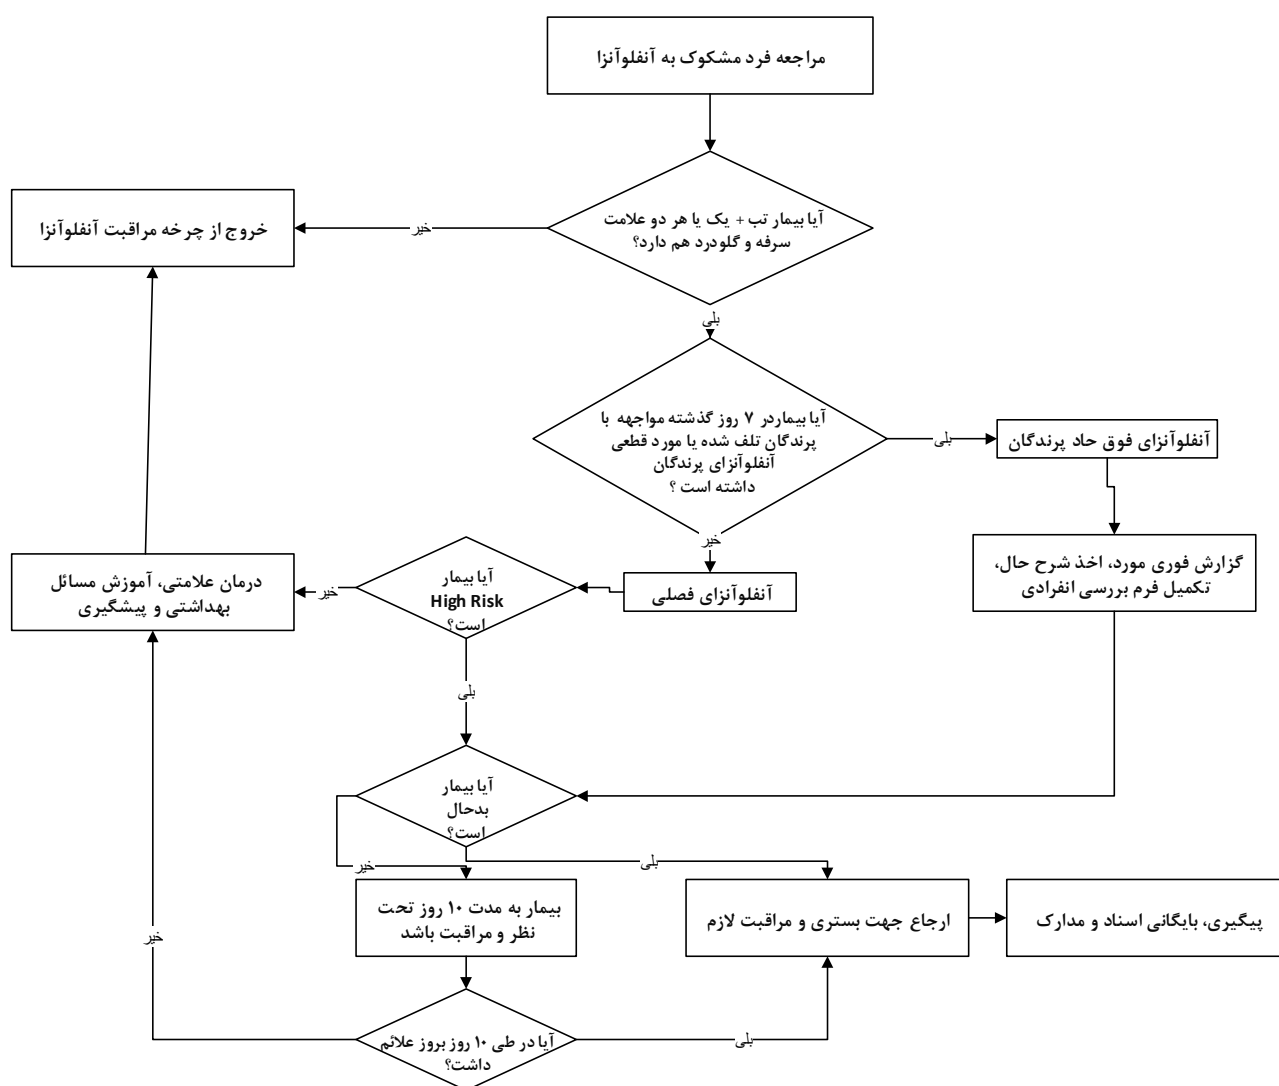 مراجعه فرد مشکوک به آنفلوآنزا
آیا بیمار تب + یک یا هر دو علامت
سرفه و گلودرد هم دارد؟
خیر
خروج از چرخه مراقبت آنفلوآنزا
بلی
آیا بیماردر ۷ روز گذشته مواجهه با
پرندگان تلف شده یا مورد قطعی
آنفلوآنزای پرندگان
داشته است ؟
بلی
آنفلوآنزای فوق حاد پرندگان
خیر
گزارش فوری مورد، اخذ شرح حال،
تکمیل فرم بررسی انفرادی
آنفلوآنزای فصلی
آیا بیمار
High Risk
است؟
خیر
درمان علامتی، آموزش مسائل
بهداشتی و پیشگیری
بلی
آیا بیمار
بدحال
است؟
بلی
خیر
بیمار به مدت ۱۰ روز تحت
نظر و مراقبت باشد
ارجاع جهت بستری و مراقبت لازم
پیگیری، بایگانی اسناد و مدارک
خیر
آیا در طی ۱۰ روز بروز علائم
داشت؟
بلی